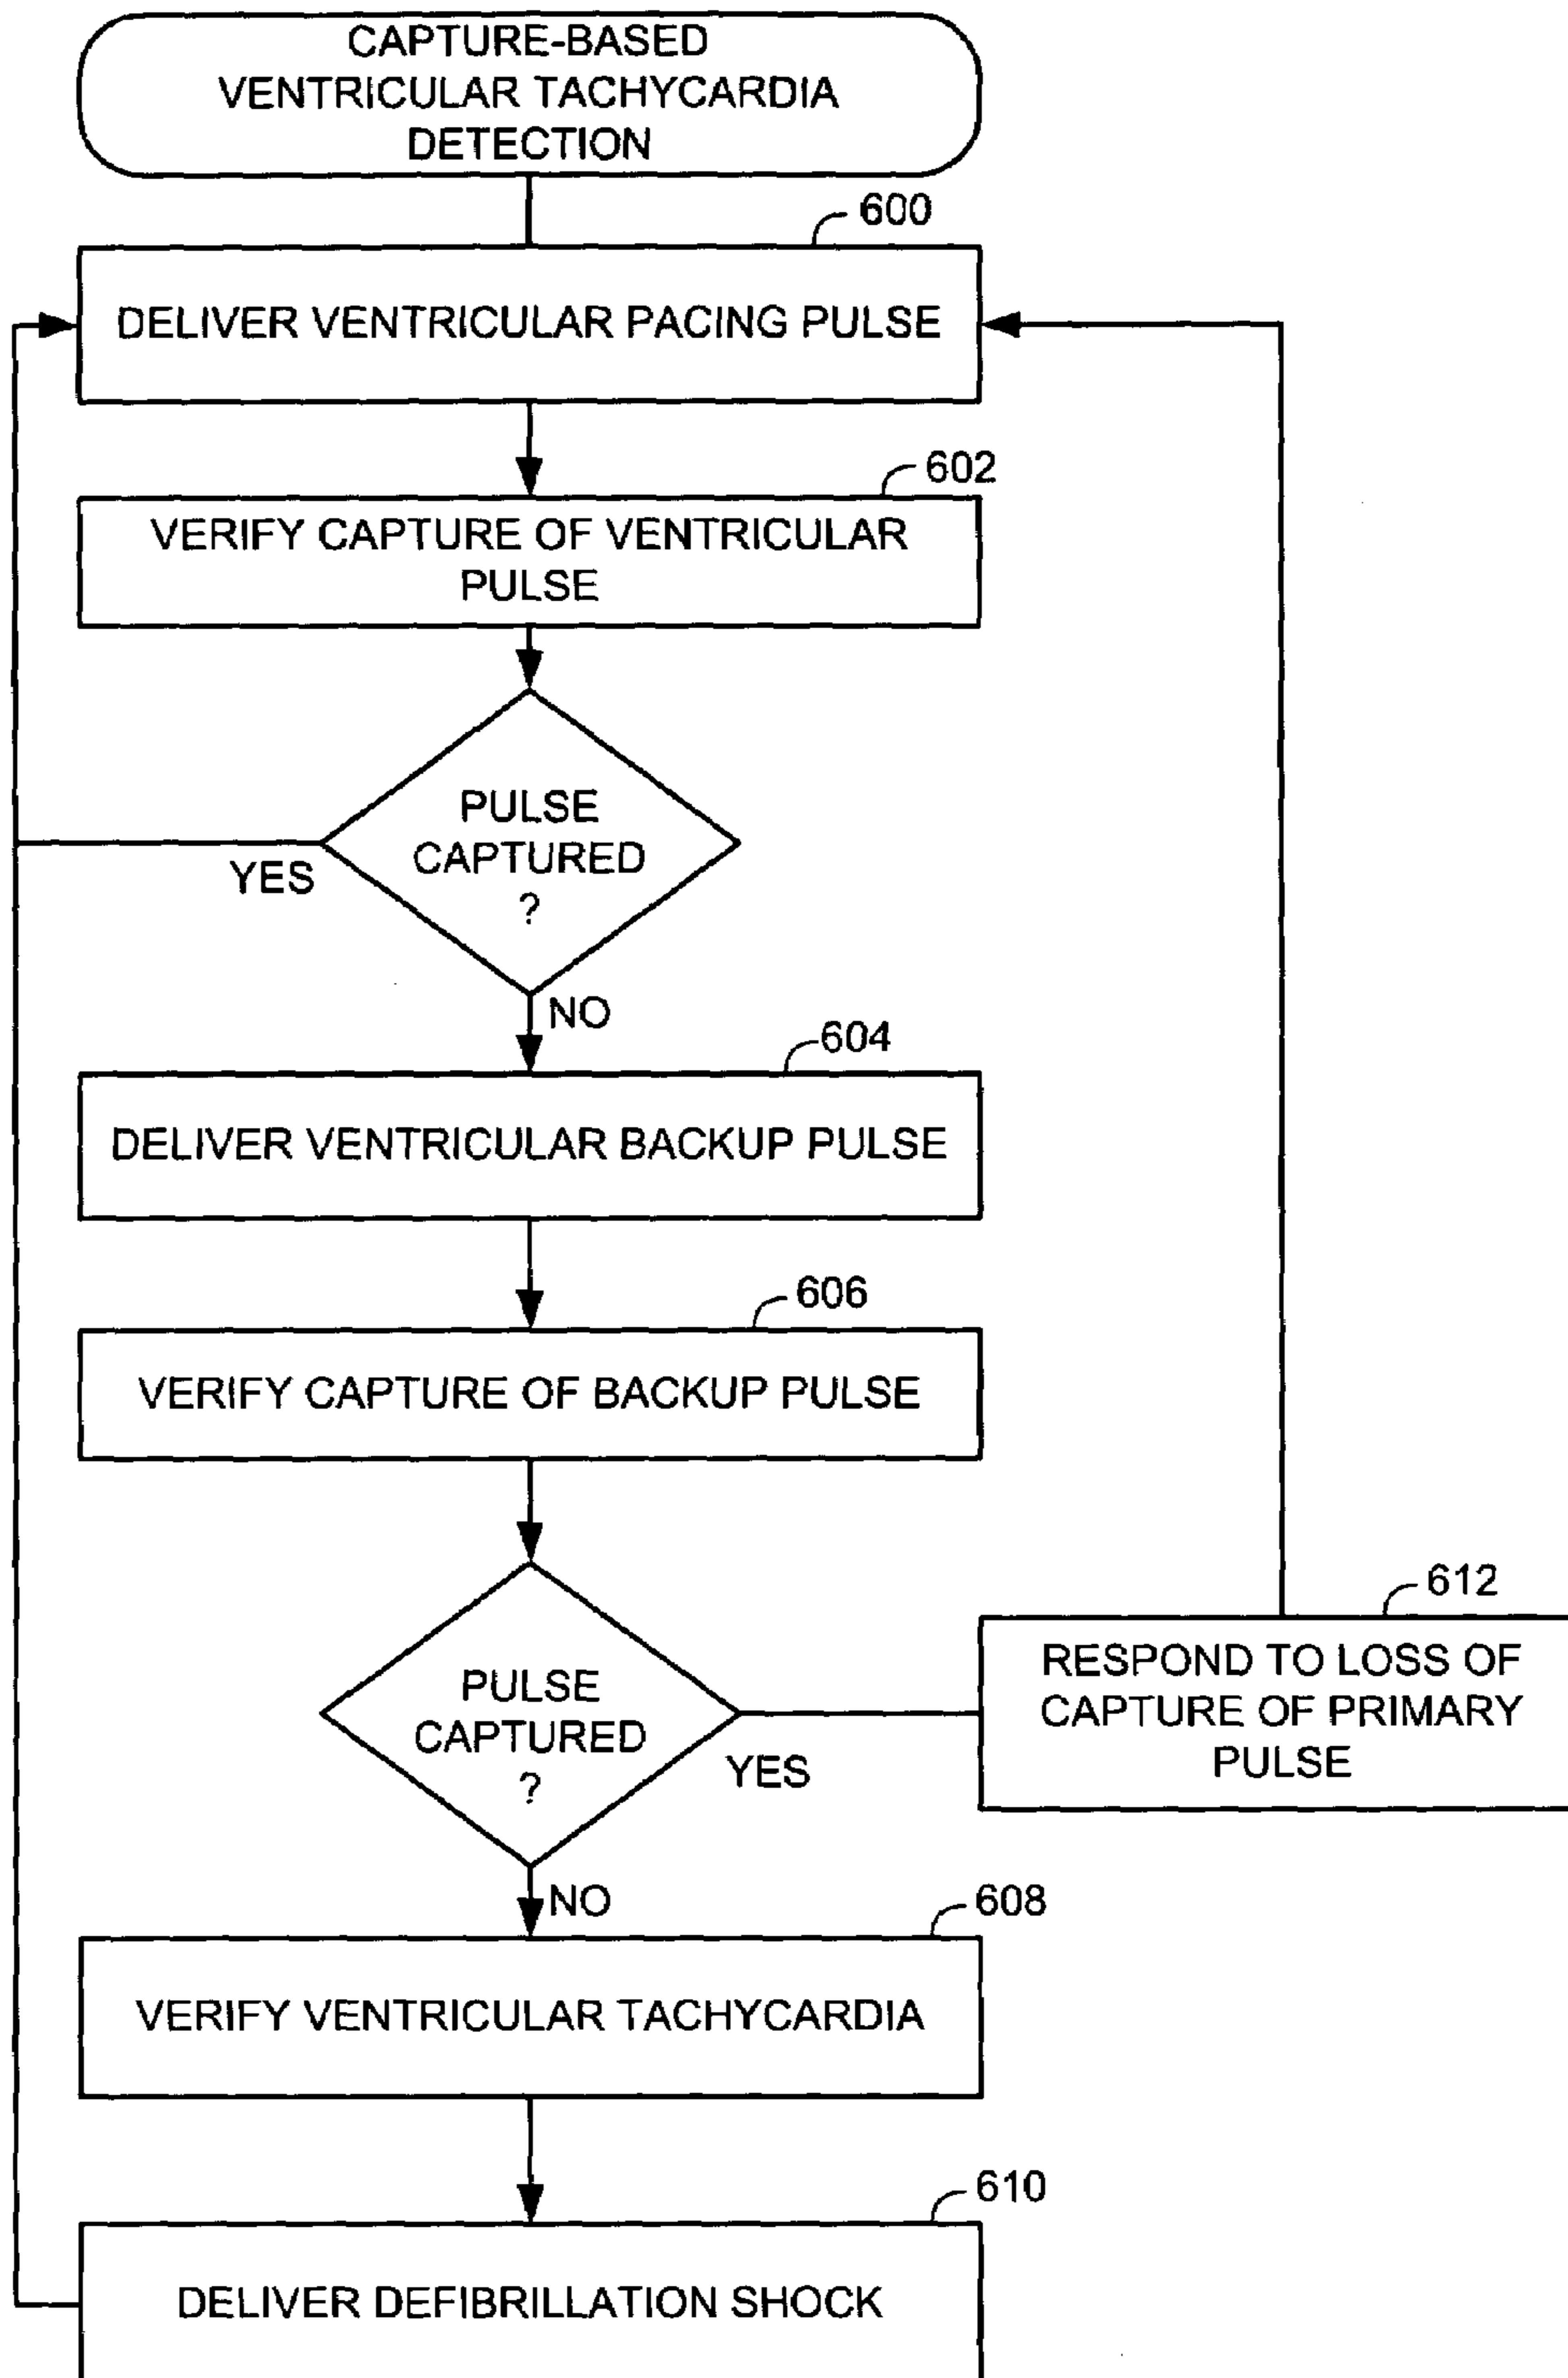 CAPTURE-BASED
VENTRICULAR TACHYCARDIA
DETECTION
600
DELIVER VENTRICULAR PACING PULSE
602
VERIFY CAPTURE OF VENTRICULAR
PULSE
PULSE
CAPTURED
?
YES
NO
604
DELIVER VENTRICULAR BACKUP PULSE
606
VERIFY CAPTURE OF BACKUP PULSE
PULSE
CAPTURED
?
YES
612
RESPOND TO LOSS OF
CAPTURE OF PRIMARY
PULSE
NO
608
VERIFY VENTRICULAR TACHYCARDIA
610
DELIVER DEFIBRILLATION SHOCK